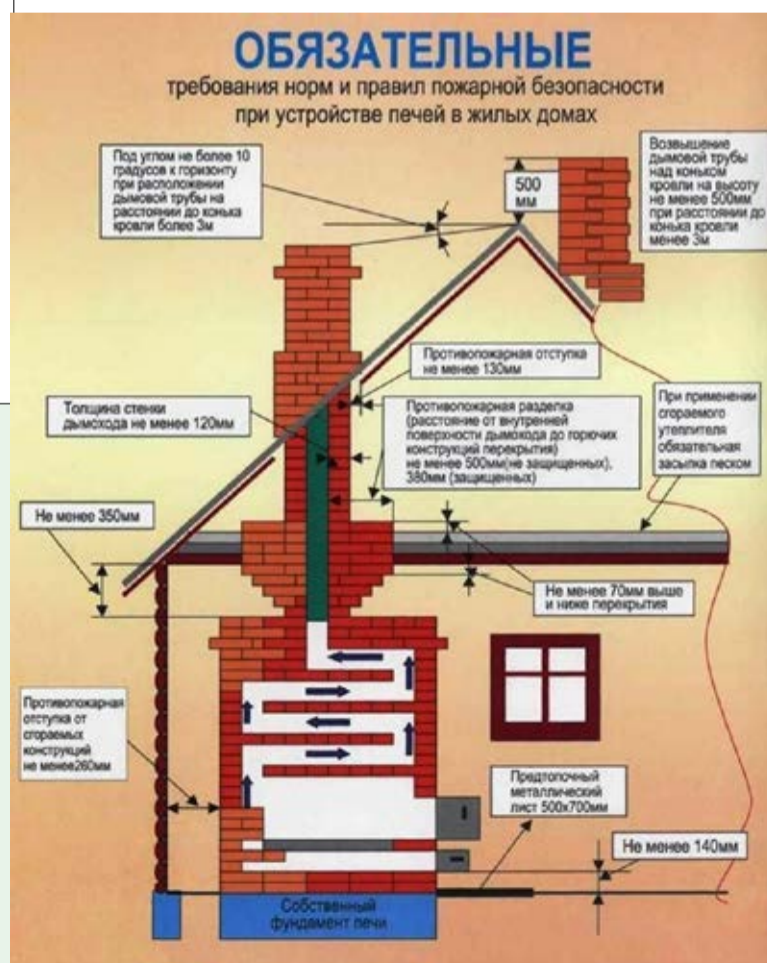 ОБЯЗАТЕЛЬНЫЕ
требования норм и правил пожарной безопасности
при устройстве печей в жилых домах
Под углом не более 10
градусов к горизонту
при расположении
дымовой трубы на
расстоянии до конька
кровли более 3м
500
мм
Возвышение
дымовой трубы
над коньком
кровли на высоту
не менее 500мм
при расстоянии до
конька кровли
менее 3м
Противопожарная отступка
не менее 130мм
Толщина стенки
дымохода не менее 120мм
Противопожарная разделка
(расстояние от внутренней
поверхности дымохода до горючих
конструкций перекрытия)
не менее 500мм(не защищенных),
380мм (защищенных)
При применении
сгораемого
утеплителя
обязательная
засыпка песком
Не менее 350мм
Не менее 70мм выше
и ниже перекрытия
Противопожарная
отступка от
сгораемых
конструкций
не менее260мм
Предтопочный
металлический
лист 500х700мм
Не менее 140мм
Собственный
фундамент печи